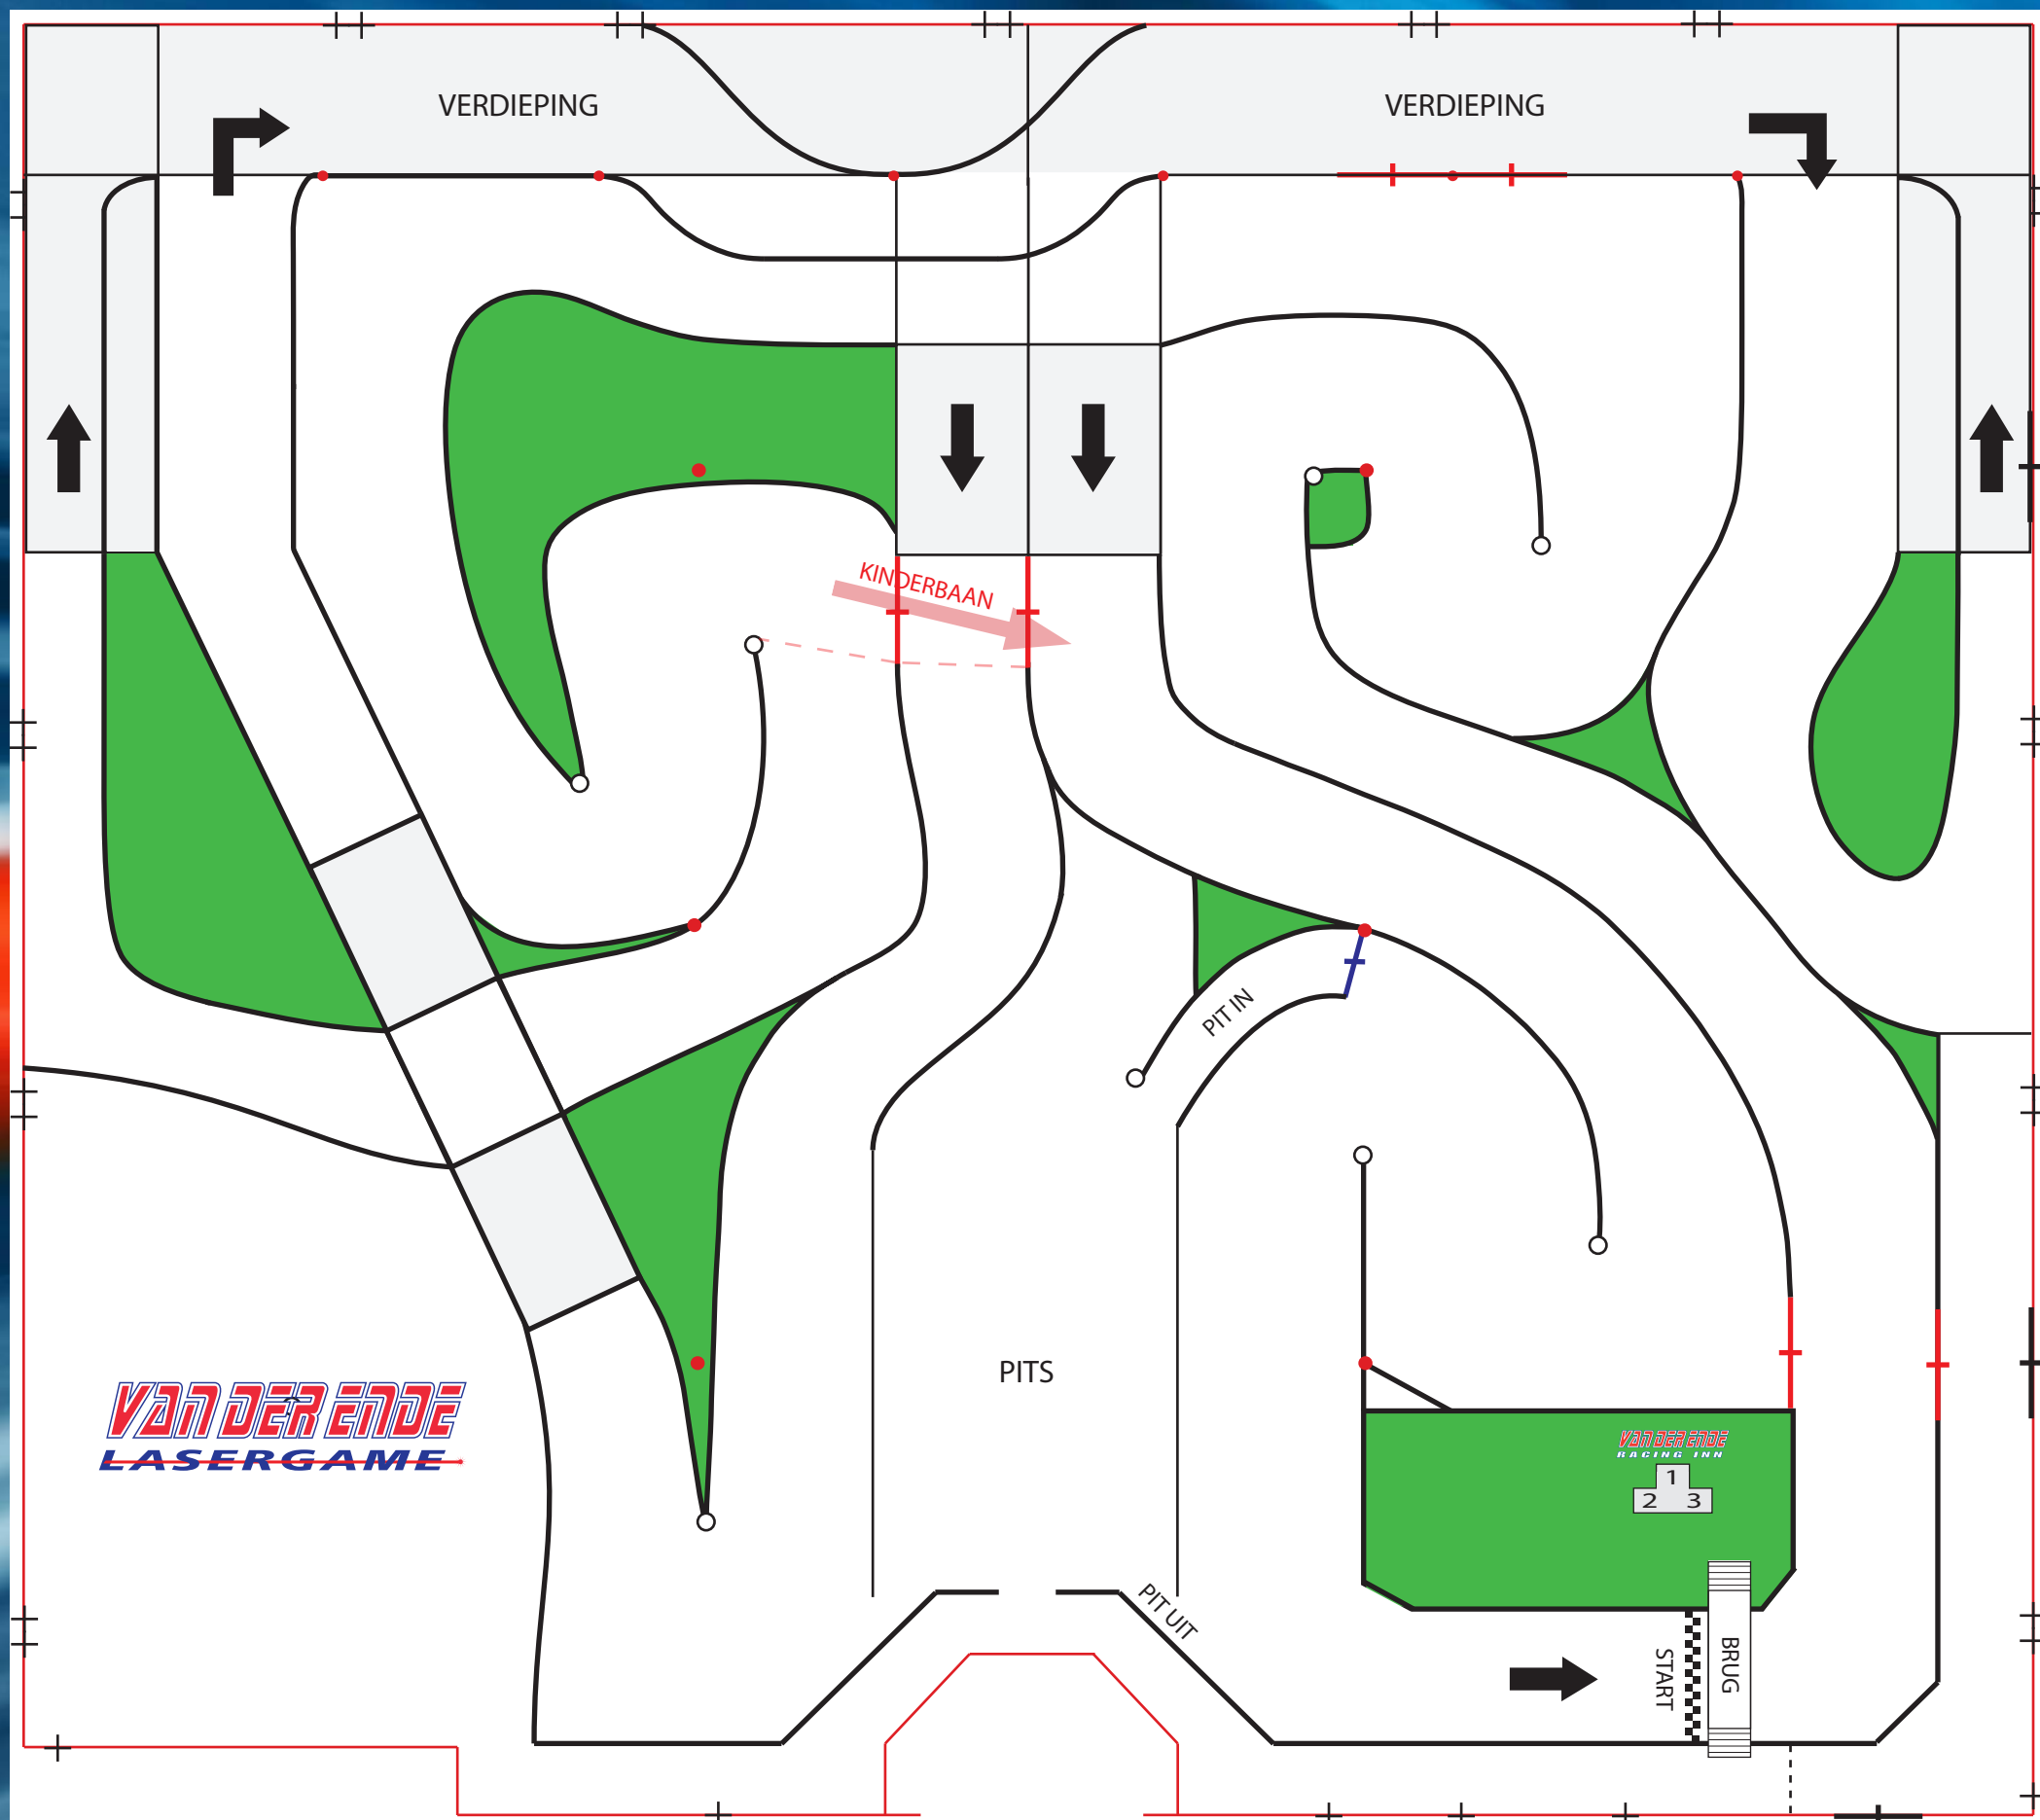 VERDIEPING
VERDIEPING
KINDERBAAN
PIT IN
PITS
VAN DER ENDE
LASERGAME
VAN DER ENDE
RACING INN
1
2 3
PIT UIT
START
BRUG